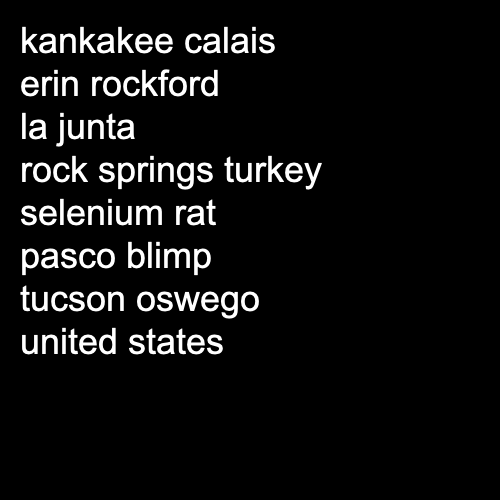 kankakee calais
erin rockford
la junta
rock springs turkey
selenium rat
pasco blimp
tucson oswego
united states